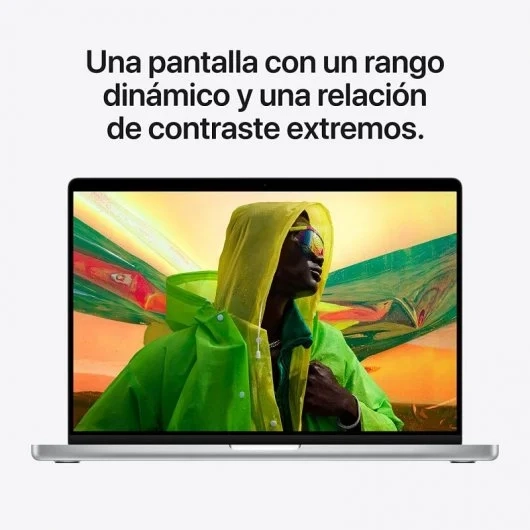 Una pantalla con un rango
dinámico y una relación
de contraste extremos.